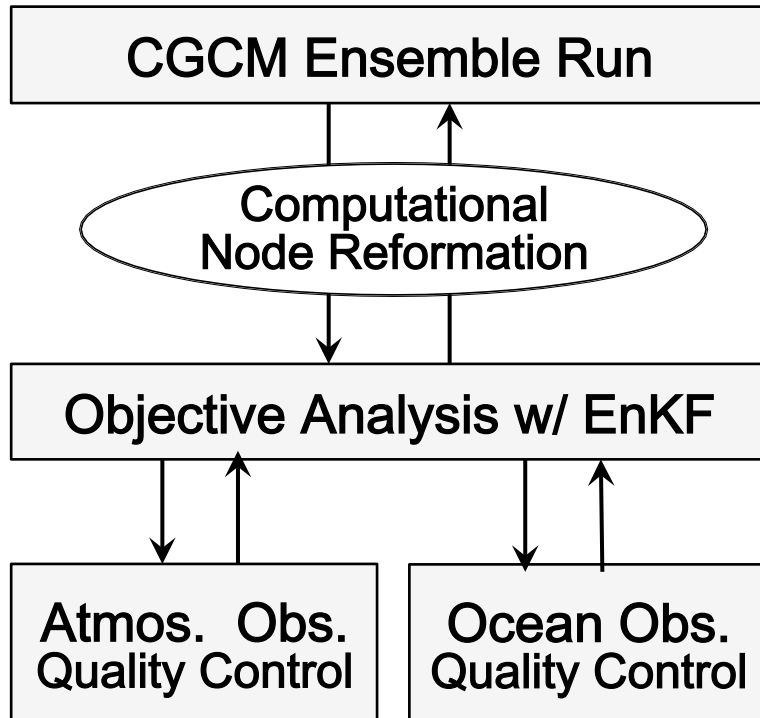 CGCM Ensemble Run
Computational
Node Reformation
Objective Analysis w/ EnKF
Atmos. Obs.
Quality Control
Ocean Obs.
Quality Control